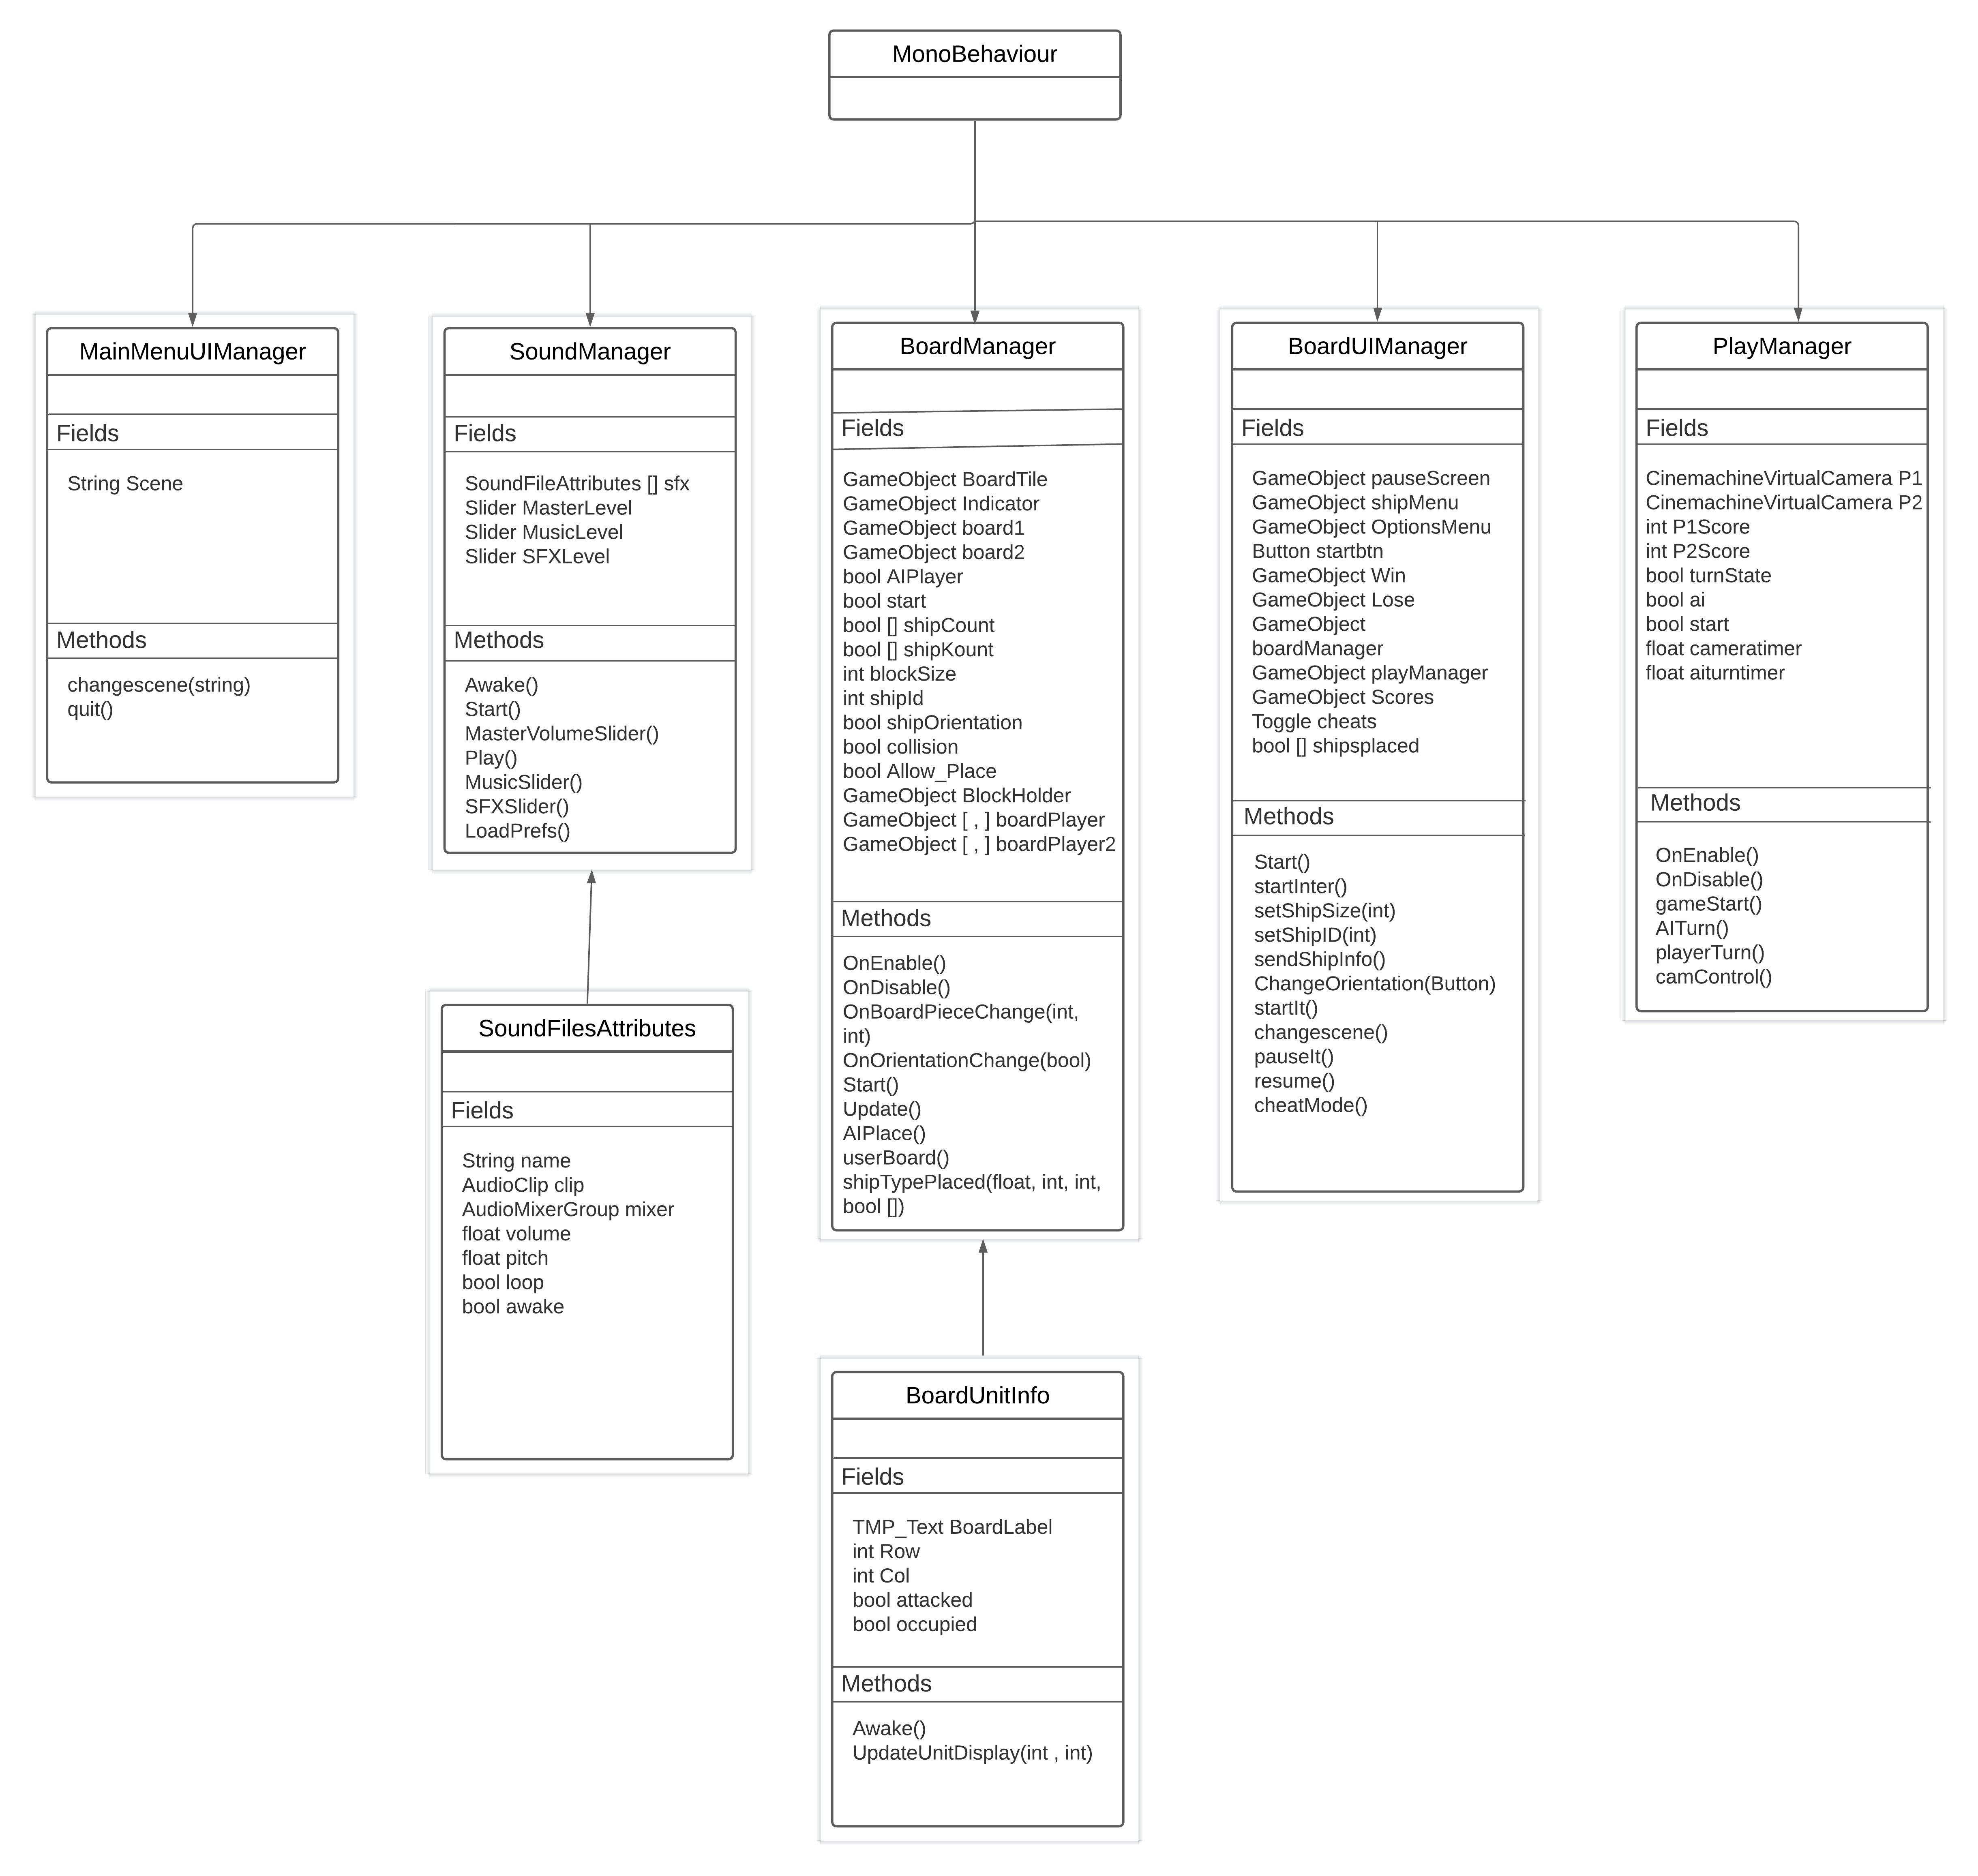 MonoBehaviour
MainMenuUIManager
Fields
String Scene
Methods
changescene(string)
quit()
SoundManager
Fields
SoundFileAttributes [] sfx
Slider MasterLevel
Slider MusicLevel
Slider SFXLevel
Methods
Awake()
Start()
MasterVolumeSlider()
Play()
MusicSlider()
SFXSlider()
LoadPrefs()
BoardManager
Fields
GameObject BoardTile
GameObject Indicator
GameObject board1
GameObject board2
bool AIPlayer
bool start
bool [] shipCount
bool [] shipKount
int blockSize
int shipId
bool shipOrientation
bool collision
bool Allow_Place
GameObject BlockHolder
GameObject [ , ] boardPlayer
GameObject [ , ] boardPlayer2
Methods
OnEnable()
OnDisable()
OnBoardPieceChange(int,
int)
OnOrientationChange(bool)
Start()
Update()
AIPlace()
userBoard()
shipTypePlaced(float, int, int,
bool [])
BoardUIManager
Fields
GameObject pauseScreen
GameObject shipMenu
GameObject OptionsMenu
Button startbtn
GameObject Win
GameObject Lose
GameObject
boardManager
GameObject playManager
GameObject Scores
Toggle cheats
bool [] shipsplaced
Methods
Start()
startInter()
setShipSize(int)
setShipID(int)
sendShipInfo()
ChangeOrientation(Button)
startIt()
changescene()
pauseIt()
resume()
cheatMode()
PlayManager
Fields
CinemachineVirtualCamera P1
CinemachineVirtualCamera P2
int P1Score
int P2Score
bool turnState
bool ai
bool start
float cameratimer
float aiturntimer
Methods
OnEnable()
OnDisable()
gameStart()
AITurn()
playerTurn()
camControl()
SoundFilesAttributes
Fields
String name
AudioClip clip
AudioMixerGroup mixer
float volume
float pitch
bool loop
bool awake
BoardUnitInfo
Fields
TMP_Text BoardLabel
int Row
int Col
bool attacked
bool occupied
Methods
Awake()
UpdateUnitDisplay(int , int)